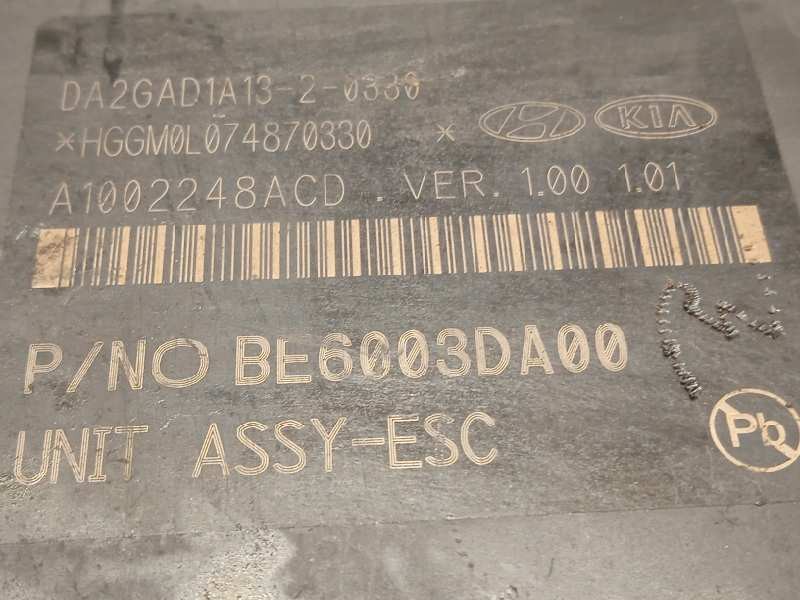 DA2GAD1A13-2-0330
*HGGM0L074870330 *
KIA
A1002248ACD . VER. 1.00 1.01
P/NO BE6003DA00
UNIT ASSY-ESC
Pb